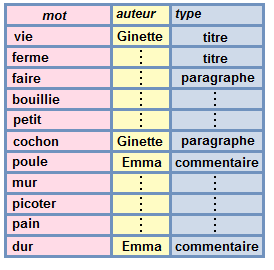 mot auteur type
vie Ginette titre
ferme ⋮ titre
faire ⋮ paragraphe
bouillie ⋮ ⋮
petit ⋮ ⋮
cochon Ginette paragraphe
poule Emma commentaire
mur ⋮ ⋮
picoter ⋮ ⋮
pain ⋮ ⋮
dur Emma commentaire